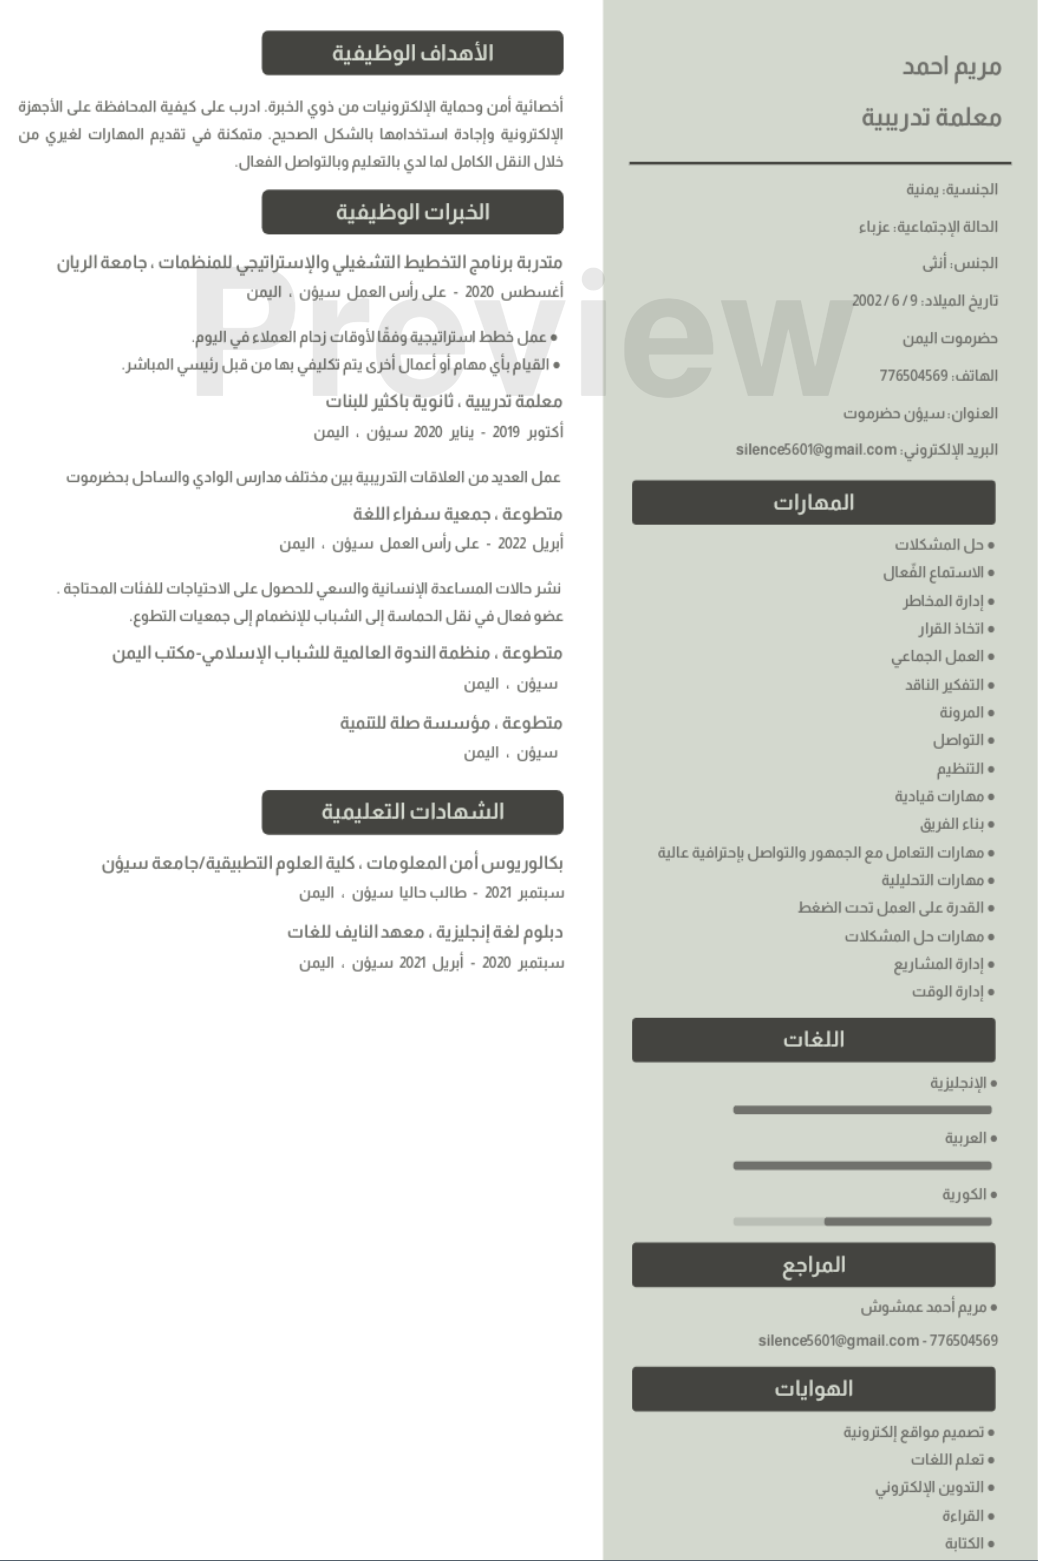 مريم احمد
معلمة تدريبية
الجنسية: يمنية
الحالة الإجتماعية: عزباء
الجنس: أنثى
تاريخ الميلاد: 9 / 6 / 2002
حضرموت اليمن
الهاتف: 776504569
العنوان: سيؤن حضرموت
البريد الإلكتروني: silence5601@gmail.com
المهارات
● حل المشكلات
● الاستماع الفّعال
● إدارة المخاطر
● اتخاذ القرار
● العمل الجماعي
● التفكير الناقد
● المرونة
● التواصل
● التنظيم
● مهارات قيادية
● بناء الفريق
● مهارات التعامل مع الجمهور والتواصل بإحترافية عالية
● مهارات التحليلية
● القدرة على العمل تحت الضغط
● مهارات حل المشكلات
● إدارة المشاريع
● إدارة الوقت
اللغات
● الإنجليزية
● العربية
● الكورية
المراجع
● مريم أحمد عمشوش
776504569 - silence5601@gmail.com
الهوايات
● تصميم مواقع إلكترونية
● تعلم اللغات
● التدوين الإلكتروني
● القراءة
● الكتابة
الأهداف الوظيفية
أخصائية أمن وحماية الإلكترونيات من ذوي الخبرة. ادرب على كيفية المحافظة على الأجهزة
الإلكترونية وإجادة استخدامها بالشكل الصحيح. متمكنة في تقديم المهارات لغيري من
خلال النقل الكامل لما لدي بالتعليم وبالتواصل الفعال.
الخبرات الوظيفية
متدربة برنامج التخطيط التشغيلي والإستراتيجي للمنظمات ، جامعة الريان
أغسطس 2020 - على رأس العمل سيؤن ، اليمن
● عمل خطط استراتيجية وفقًا لأوقات زحام العملاء في اليوم.
● القيام بأي مهام أو أعمال أخرى يتم تكليفي بها من قبل رئيسي المباشر.
معلمة تدريبية ، ثانوية باكثير للبنات
أكتوبر 2019 - يناير 2020 سيؤن ، اليمن
عمل العديد من العلاقات التدريبية بين مختلف مدارس الوادي والساحل بحضرموت
متطوعة ، جمعية سفراء اللغة
أبريل 2022 - على رأس العمل سيؤن ، اليمن
نشر حالات المساعدة الإنسانية والسعي للحصول على الاحتياجات للفئات المحتاجة .
عضو فعال في نقل الحماسة إلى الشباب للإنضمام إلى جمعيات التطوع.
متطوعة ، منظمة الندوة العالمية للشباب الإسلامي-مكتب اليمن
سيؤن ، اليمن
متطوعة ، مؤسسة صلة للتنمية
سيؤن ، اليمن
الشهادات التعليمية
بكالوريوس أمن المعلومات ، كلية العلوم التطبيقية/جامعة سيؤن
سبتمبر 2021 - طالب حاليا سيؤن ، اليمن
دبلوم لغة إنجليزية ، معهد النايف للغات
سبتمبر 2020 - أبريل 2021 سيؤن ، اليمن
Preview